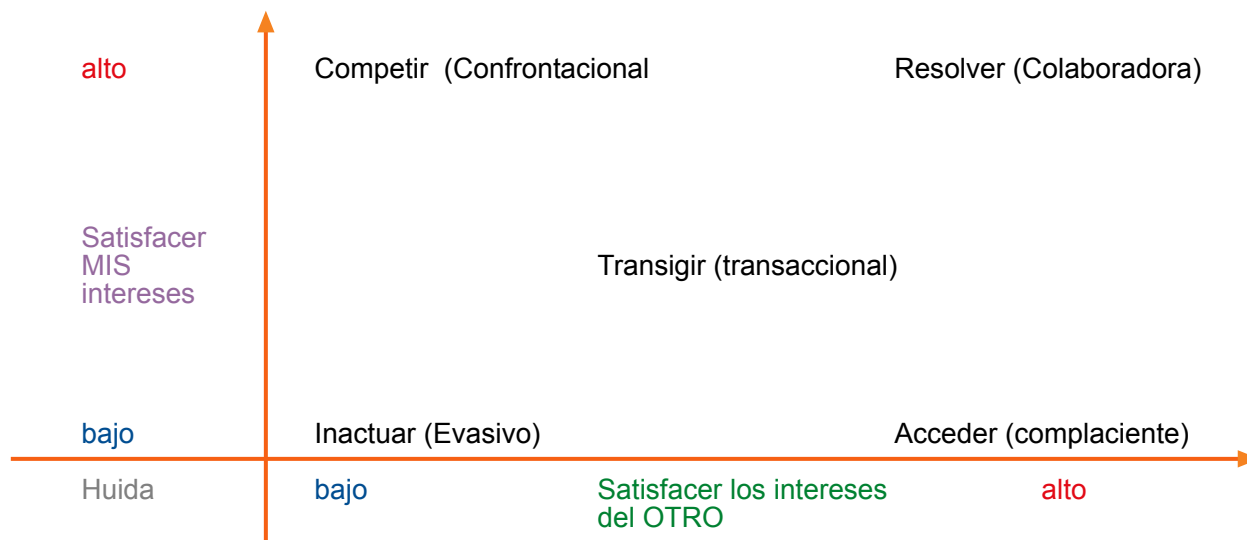 alto Competir (Confrontacional Resolver (Colaboradora)
Satisfacer
MIS
intereses
Transigir (transaccional)
bajo Inactuar (Evasivo) Acceder (complaciente)
Huida bajo Satisfacer los intereses alto
del OTRO